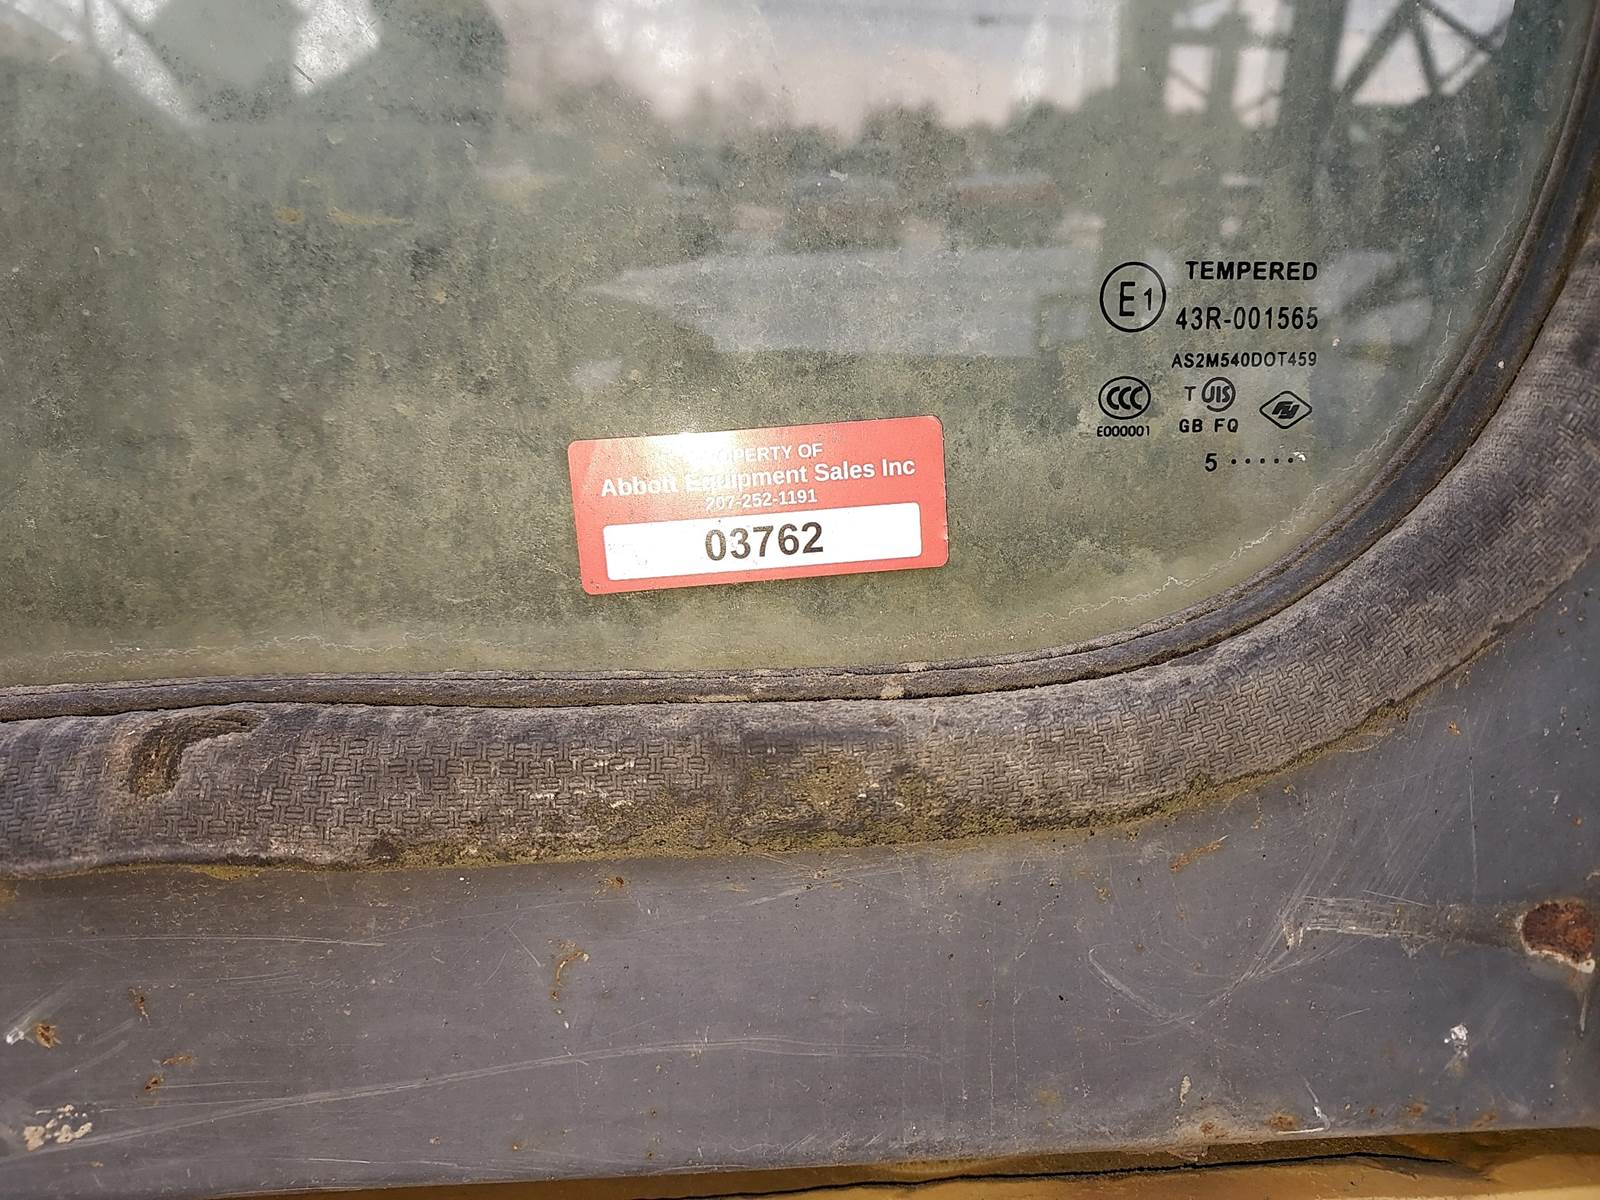 PROPERTY OF
Abbott Equipment Sales Inc
207-252-1191
03762
E1
TEMPERED
43R-001565
AS2M540DOT459
CCC
E000001
T JIS
GB FQ
5 · · · · · ·